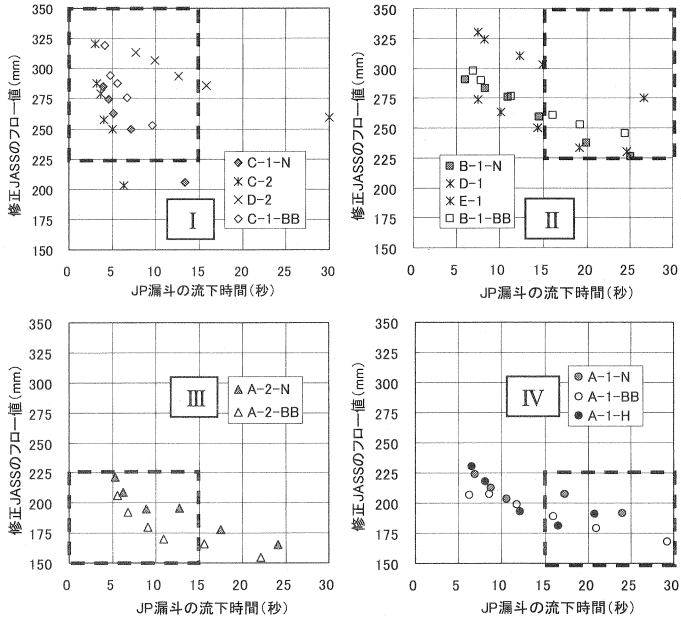 修正JASSのフロー値(mm)
350
325
300
275
250
225
200
175
150
0 5 10 15 20 25 30
JP漏斗の流下時間(秒)
I
C-1-N
C-2
D-2
C-1-BB
修正JASSのフロー値(mm)
350
325
300
275
250
225
200
175
150
0 5 10 15 20 25 30
JP漏斗の流下時間(秒)
II
B-1-N
D-1
E-1
B-1-BB
修正JASSのフロー値(mm)
350
325
300
275
250
225
200
175
150
0 5 10 15 20 25 30
JP漏斗の流下時間(秒)
III
A-2-N
A-2-BB
修正JASSのフロー値(mm)
350
325
300
275
250
225
200
175
150
0 5 10 15 20 25 30
JP漏斗の流下時間(秒)
IV
A-1-N
A-1-BB
A-1-H